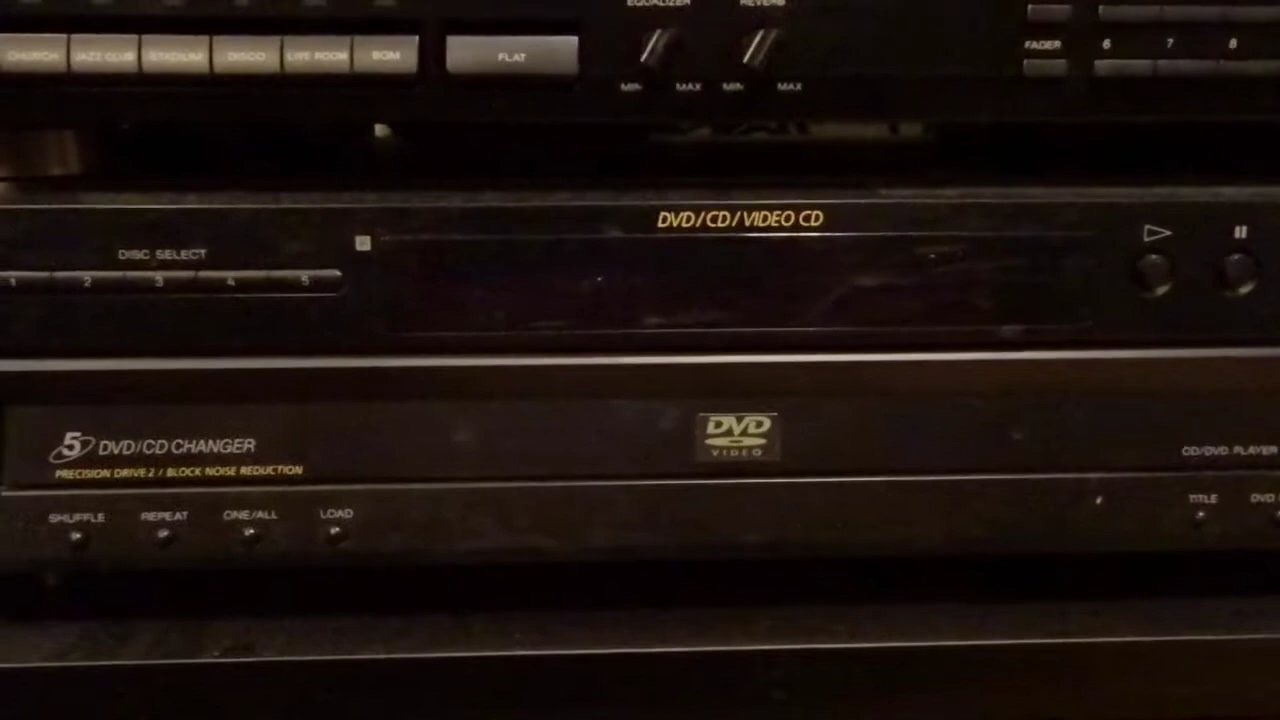 EQUALIZER REVERB
CHURCH JAZZ CLUB STADIUM DISCO LIVE ROOM BGM FLAT
FADER 6 7 8
MIN MAX MIN MAX
DVD/CD/VIDEO CD
DISC SELECT
1 2 3 4 5
5 DVD/CD CHANGER
PRECISION DRIVE 2 / BLOCK NOISE REDUCTION
DVD
VIDEO
CD/DVD PLAYER
SHUFFLE REPEAT ONE/ALL LOAD
TITLE DVD